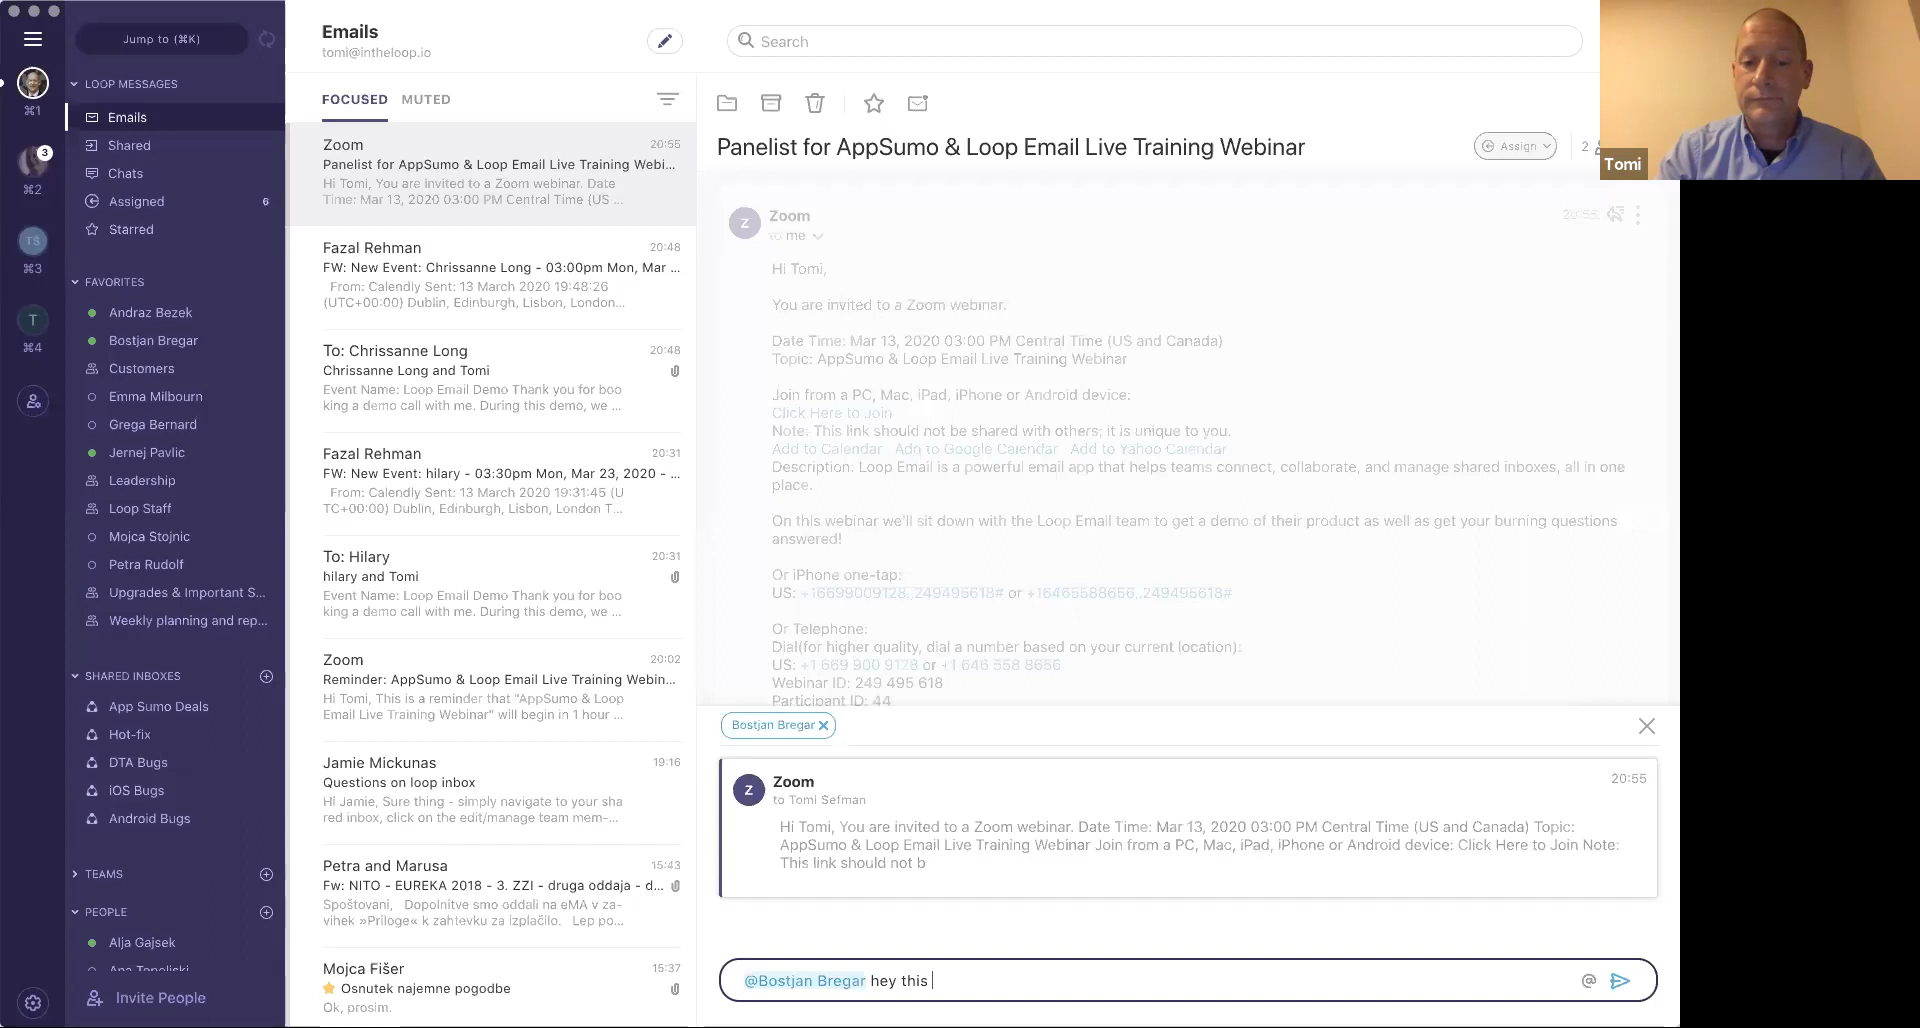 Jump to (⌘K)
⌘1
3
⌘2
TS
⌘3
T
⌘4
LOOP MESSAGES
Emails
Shared
Chats
Assigned 6
Starred
FAVORITES
Andraz Bezek
Bostjan Bregar
Customers
Emma Milbourn
Grega Bernard
Jernej Pavlic
Leadership
Loop Staff
Mojca Stojnic
Petra Rudolf
Upgrades & Important S...
Weekly planning and rep...
SHARED INBOXES
App Sumo Deals
Hot-fix
DTA Bugs
iOS Bugs
Android Bugs
TEAMS
PEOPLE
Alja Gajsek
Invite People
Emails
tomi@intheloop.io
FOCUSED MUTED
Zoom 20:55
Panelist for AppSumo & Loop Email Live Training Webi...
Hi Tomi, You are invited to a Zoom webinar. Date
Time: Mar 13, 2020 03:00 PM Central Time (US ...
Fazal Rehman 20:48
FW: New Event: Chrissanne Long - 03:00pm Mon, Mar ...
From: Calendly Sent: 13 March 2020 19:48:26
(UTC+00:00) Dublin, Edinburgh, Lisbon, London...
To: Chrissanne Long 20:48
Chrissanne Long and Tomi
Event Name: Loop Email Demo Thank you for boo
king a demo call with me. During this demo, we ...
Fazal Rehman 20:31
FW: New Event: hilary - 03:30pm Mon, Mar 23, 2020 - ...
From: Calendly Sent: 13 March 2020 19:31:45 (U
TC+00:00) Dublin, Edinburgh, Lisbon, London T...
To: Hilary 20:31
hilary and Tomi
Event Name: Loop Email Demo Thank you for boo
king a demo call with me. During this demo, we ...
Zoom 20:02
Reminder: AppSumo & Loop Email Live Training Webin...
Hi Tomi, This is a reminder that "AppSumo & Loop
Email Live Training Webinar" will begin in 1 hour ...
Jamie Mickunas 19:16
Questions on loop inbox
Hi Jamie, Sure thing - simply navigate to your sha
red inbox, click on the edit/manage team mem-...
Petra and Marusa 15:43
Fw: NITO - EUREKA 2018 - 3. ZZI - druga oddaja - d...
Spoštovani, Dopolnitve smo oddali na eMA v za-
vihek »Priloge« k zahtevku za izplačilo. Lep po...
Mojca Fišer 15:37
Osnutek najemne pogodbe
Ok, prosim.
Search
Panelist for AppSumo & Loop Email Live Training Webinar
Assign
2
Z
Zoom 20:55
to me
Hi Tomi,
You are invited to a Zoom webinar.
Date Time: Mar 13, 2020 03:00 PM Central Time (US and Canada)
Topic: AppSumo & Loop Email Live Training Webinar
Join from a PC, Mac, iPad, iPhone or Android device:
Click Here to Join
Note: This link should not be shared with others; it is unique to you.
Add to Calendar Add to Google Calendar Add to Yahoo Calendar
Description: Loop Email is a powerful email app that helps teams connect, collaborate, and manage shared inboxes, all in one
place.
On this webinar we'll sit down with the Loop Email team to get a demo of their product as well as get your burning questions
answered!
Or iPhone one-tap:
US: +16699009128,,249495618# or +16465588656,,249495618#
Or Telephone:
Dial(for higher quality, dial a number based on your current location):
US: +1 669 900 9128 or +1 646 558 8656
Webinar ID: 249 495 618
Participant ID: 44
Bostjan Bregar
Z
Zoom 20:55
to Tomi Sefman
Hi Tomi, You are invited to a Zoom webinar. Date Time: Mar 13, 2020 03:00 PM Central Time (US and Canada) Topic:
AppSumo & Loop Email Live Training Webinar Join from a PC, Mac, iPad, iPhone or Android device: Click Here to Join Note:
This link should not b
@Bostjan Bregar hey this
@
Tomi